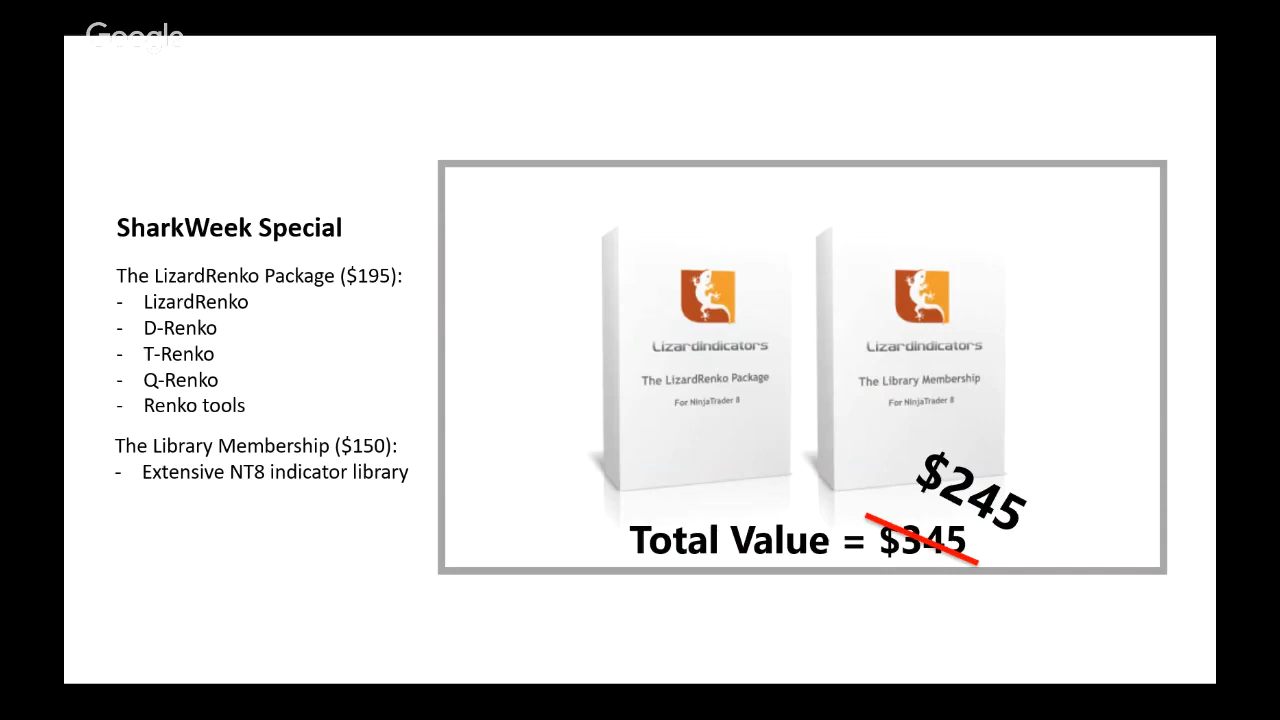 Google
SharkWeek Special
The LizardRenko Package ($195):
- LizardRenko
- D-Renko
- T-Renko
- Q-Renko
- Renko tools
The Library Membership ($150):
- Extensive NT8 indicator library
LizardIndicators
The LizardRenko Package
For NinjaTrader 8
LizardIndicators
The Library Membership
For NinjaTrader 8
$245
Total Value = $345